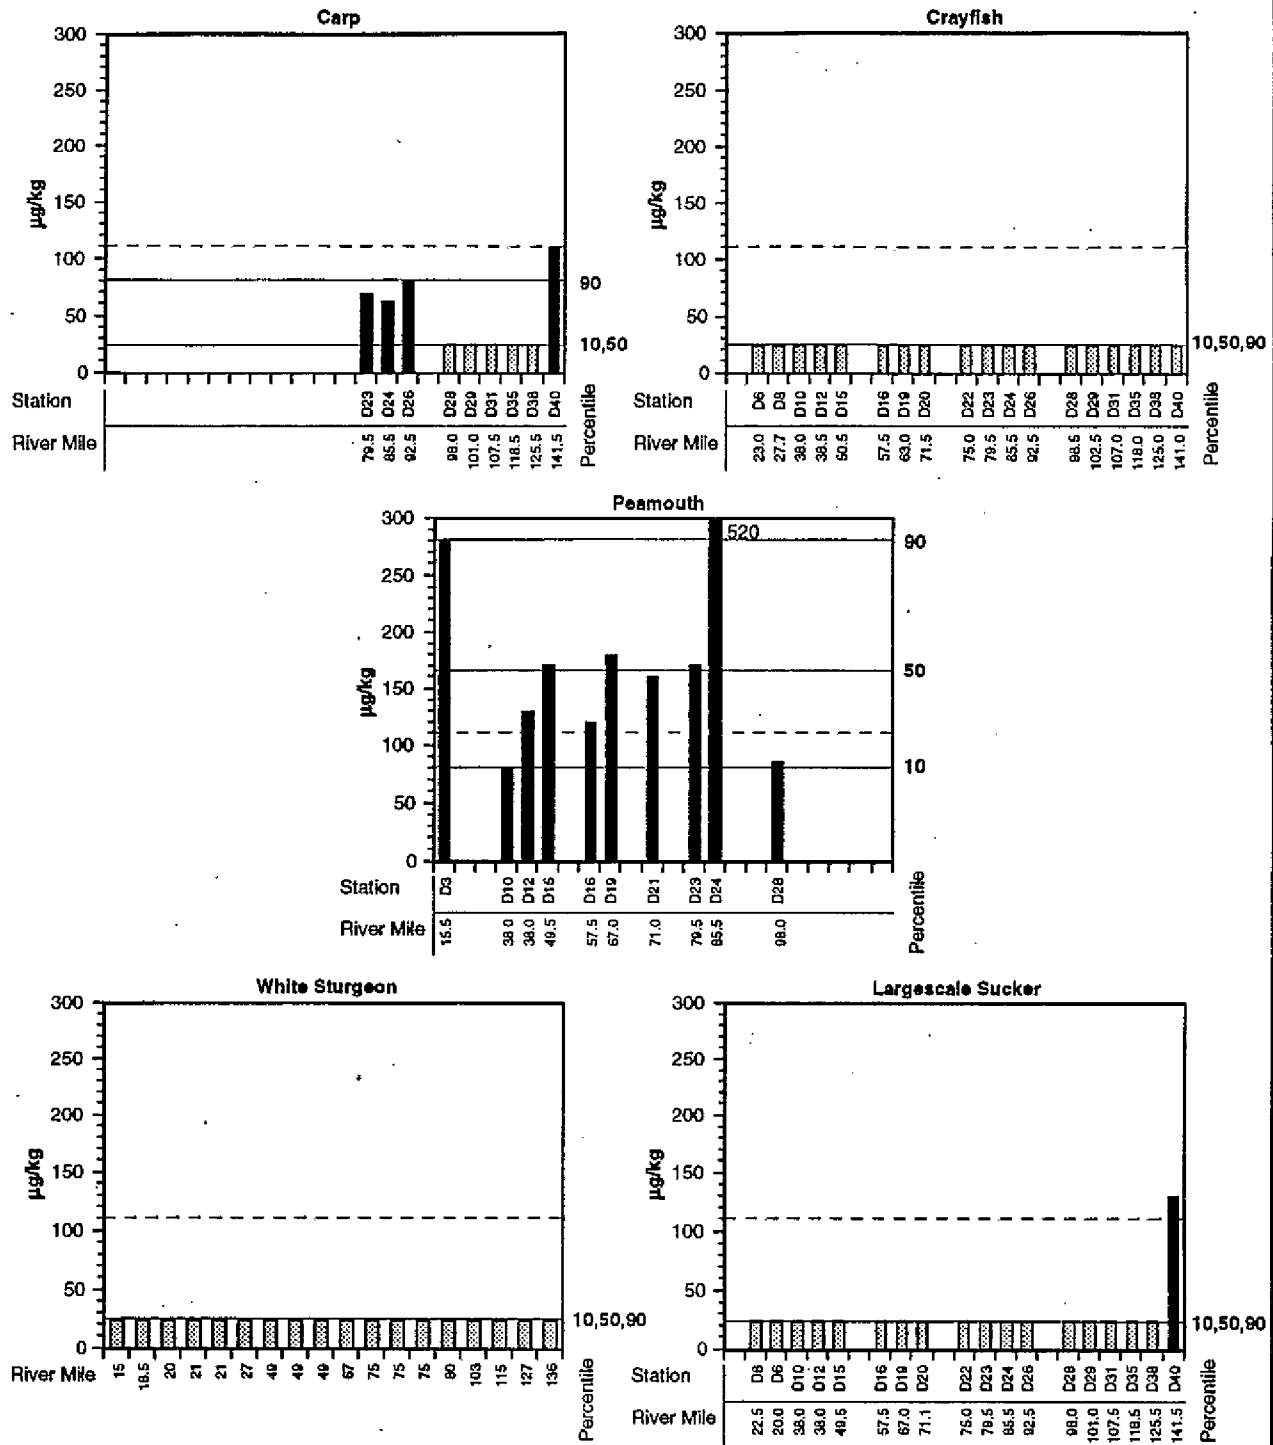 Carp
300
250
200
150
100
50
0
µg/kg
90
10,50
Station D23 D24 D26 D28 D29 D31 D35 D38 D40
River Mile 79.5 85.5 92.5 98.0 101.0 107.5 118.5 125.5 141.5
Percentile
Crayfish
300
250
200
150
100
50
0
µg/kg
10,50,90
Station D6 D8 D10 D12 D15 D16 D19 D20 D22 D23 D24 D26 D28 D29 D31 D35 D38 D40
River Mile 23.0 27.7 38.0 38.5 50.5 57.5 63.0 71.5 75.0 79.5 85.5 92.5 98.5 102.5 107.0 118.0 125.0 141.0
Percentile
Peamouth
300
250
200
150
100
50
0
µg/kg
520
90
50
10
Station D3 D10 D12 D15 D16 D19 D21 D23 D24 D28
River Mile 15.5 38.0 38.0 49.5 57.5 67.0 71.0 79.5 85.5 98.0
Percentile
White Sturgeon
300
250
200
150
100
50
0
µg/kg
10,50,90
River Mile 15 18.5 20 21 21 27 49 49 49 67 75 75 75 90 103 115 127 136
Percentile
Largescale Sucker
300
250
200
150
100
50
0
µg/kg
10,50,90
Station D8 D6 D10 D12 D15 D16 D19 D20 D22 D23 D24 D26 D28 D29 D31 D35 D38 D40
River Mile 22.5 20.0 38.0 38.0 49.5 57.5 67.0 71.1 75.0 79.5 85.5 92.5 98.0 101.0 107.5 118.5 125.5 141.5
Percentile